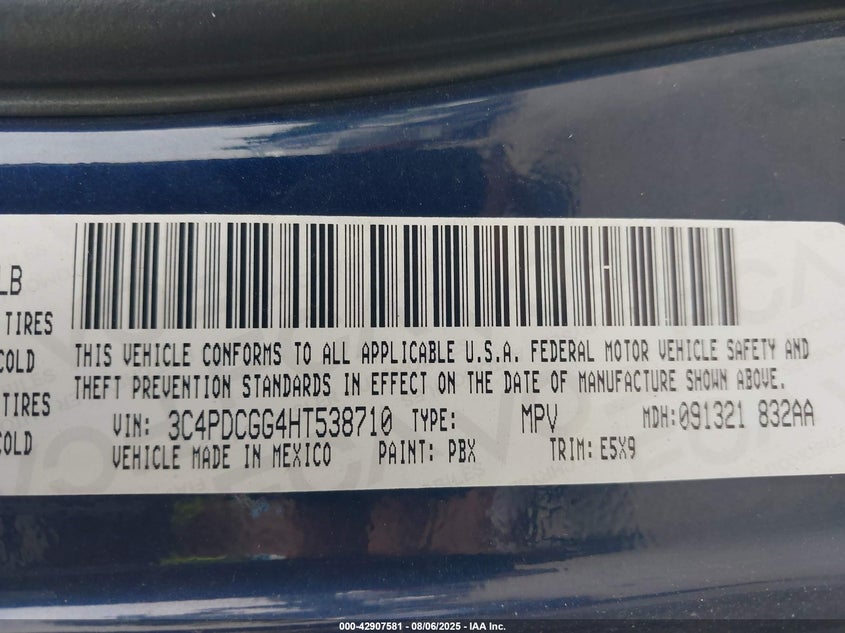 LB
TIRES
COLD
TIRES
COLD
THIS VEHICLE CONFORMS TO ALL APPLICABLE U.S.A. FEDERAL MOTOR VEHICLE SAFETY AND
THEFT PREVENTION STANDARDS IN EFFECT ON THE DATE OF MANUFACTURE SHOWN ABOVE.
VIN: 3C4PDCGG4HT538710 TYPE: MPV MDH:091321 832AA
VEHICLE MADE IN MEXICO PAINT: PBX TRIM: E5X9
000-42907581 - 08/06/2025 - IAA Inc.